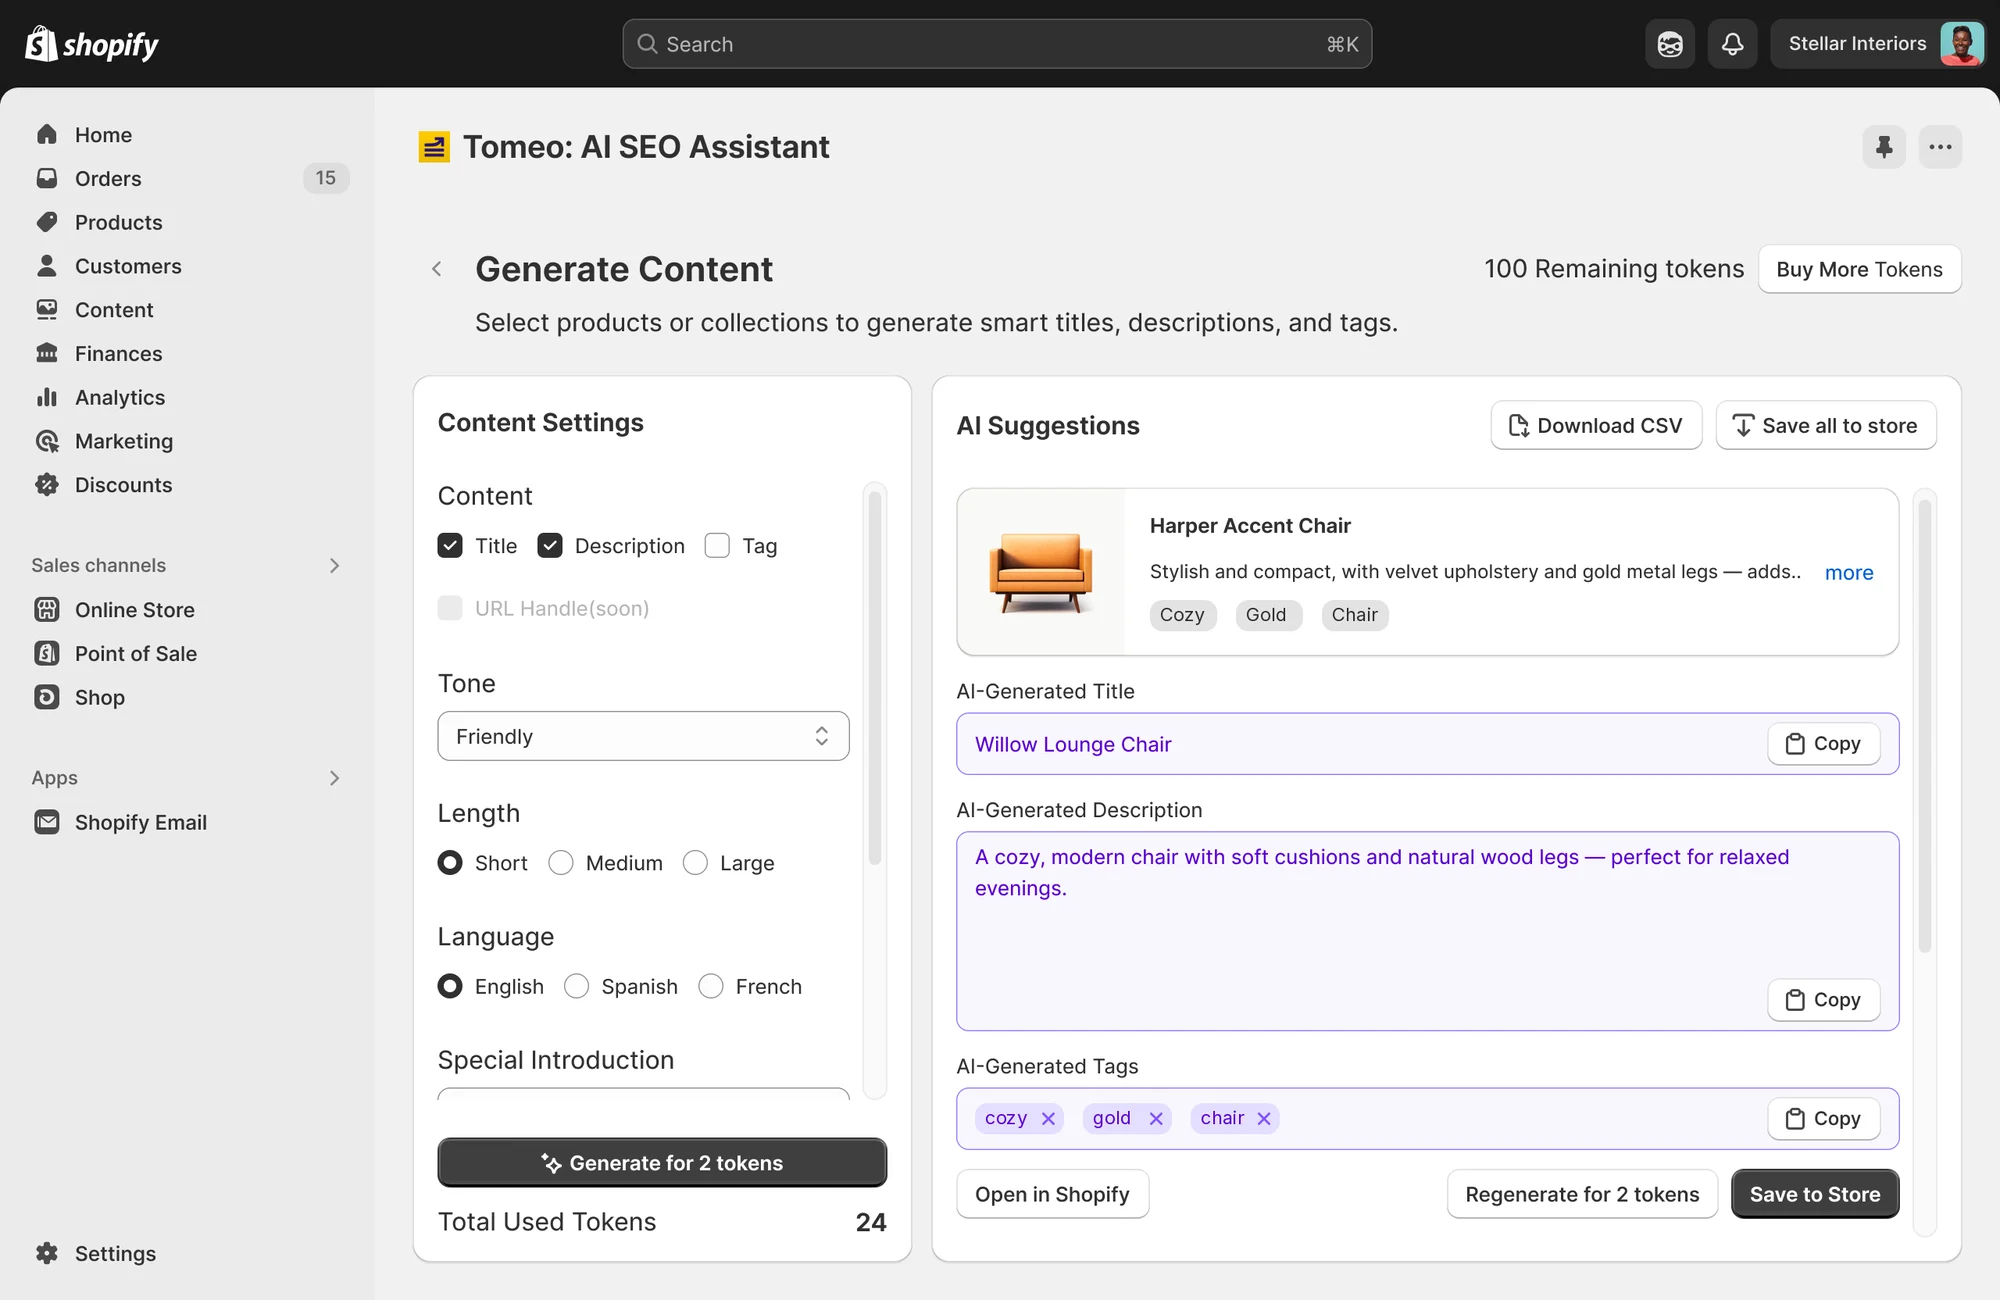 shopify
Search
⌘K
Stellar Interiors
Home
Orders
15
Products
Customers
Content
Finances
Analytics
Marketing
Discounts
Sales channels
Online Store
Point of Sale
Shop
Apps
Shopify Email
Settings
Tomeo: AI SEO Assistant
Generate Content
Select products or collections to generate smart titles, descriptions, and tags.
100 Remaining tokens
Buy More Tokens
Content Settings
Content
Title
Description
Tag
URL Handle(soon)
Tone
Friendly
Length
Short
Medium
Large
Language
English
Spanish
French
Special Introduction
Generate for 2 tokens
Total Used Tokens
24
AI Suggestions
Download CSV
Save all to store
Harper Accent Chair
Stylish and compact, with velvet upholstery and gold metal legs — adds..
more
Cozy
Gold
Chair
AI-Generated Title
Willow Lounge Chair
Copy
AI-Generated Description
A cozy, modern chair with soft cushions and natural wood legs — perfect for relaxed
evenings.
Copy
AI-Generated Tags
cozy
gold
chair
Copy
Open in Shopify
Regenerate for 2 tokens
Save to Store